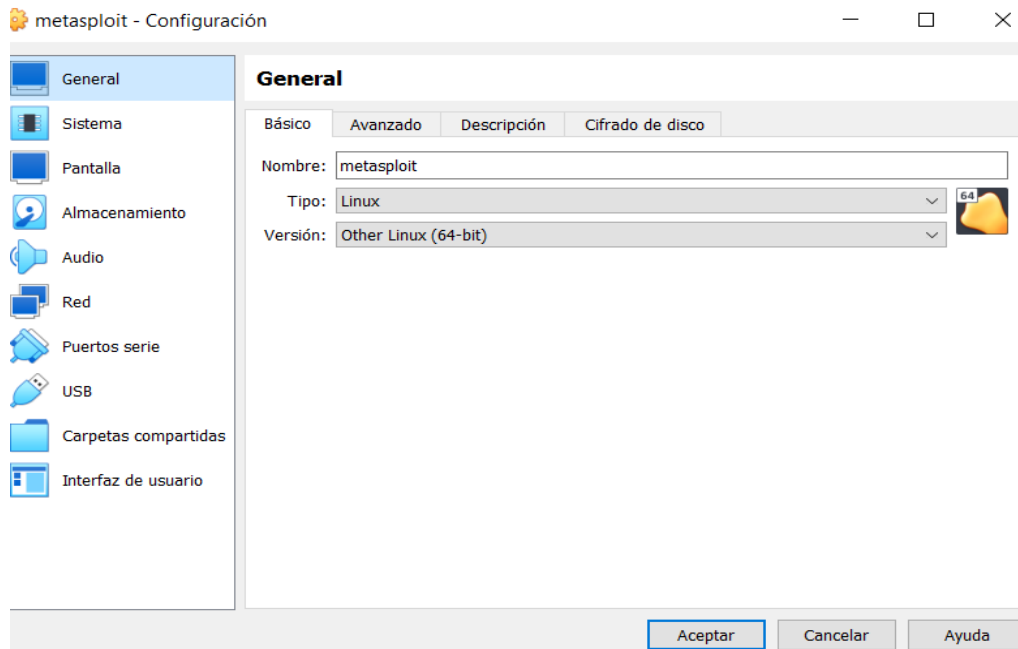 metasploit - Configuración
General
Sistema
Pantalla
Almacenamiento
Audio
Red
Puertos serie
USB
Carpetas compartidas
Interfaz de usuario
General
Básico Avanzado Descripción Cifrado de disco
Nombre: metasploit
Tipo: Linux
64
Versión: Other Linux (64-bit)
Aceptar Cancelar Ayuda